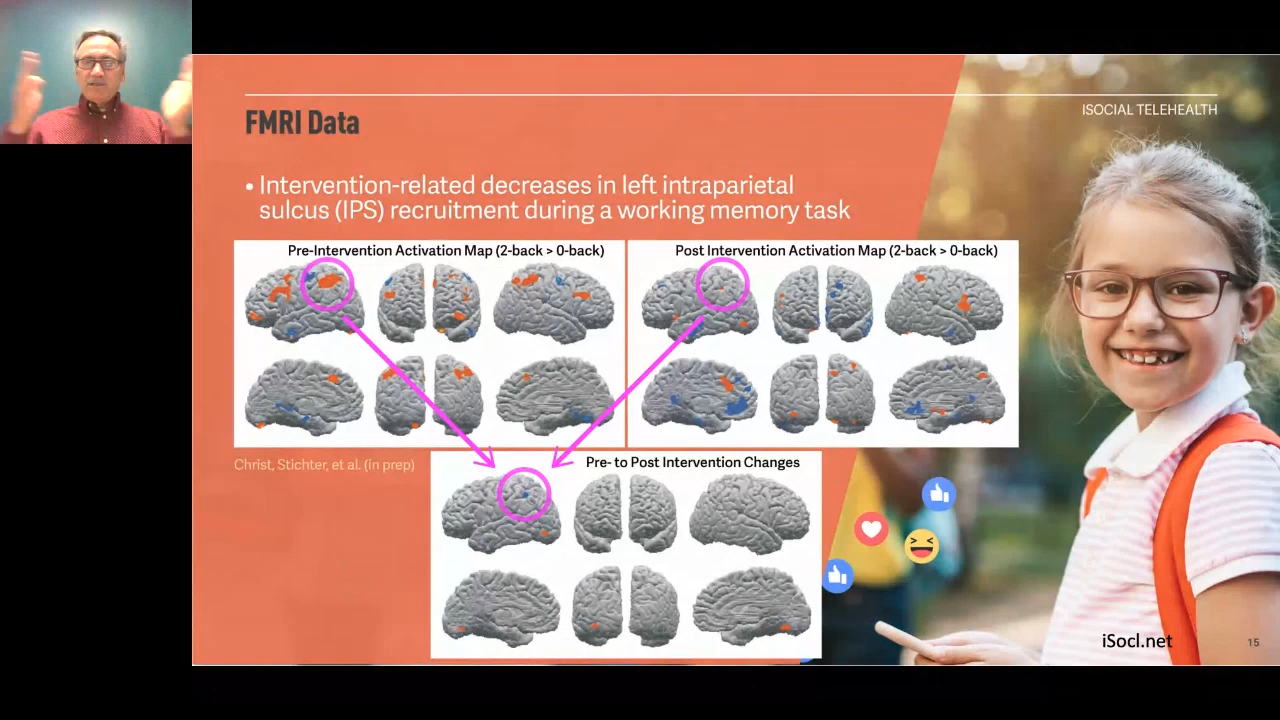 ISOCIAL TELEHEALTH
FMRI Data
• Intervention-related decreases in left intraparietal
sulcus (IPS) recruitment during a working memory task
Pre-Intervention Activation Map (2-back > 0-back)
Post Intervention Activation Map (2-back > 0-back)
Christ, Stichter, et al. (in prep)
Pre- to Post Intervention Changes
iSocl.net
15